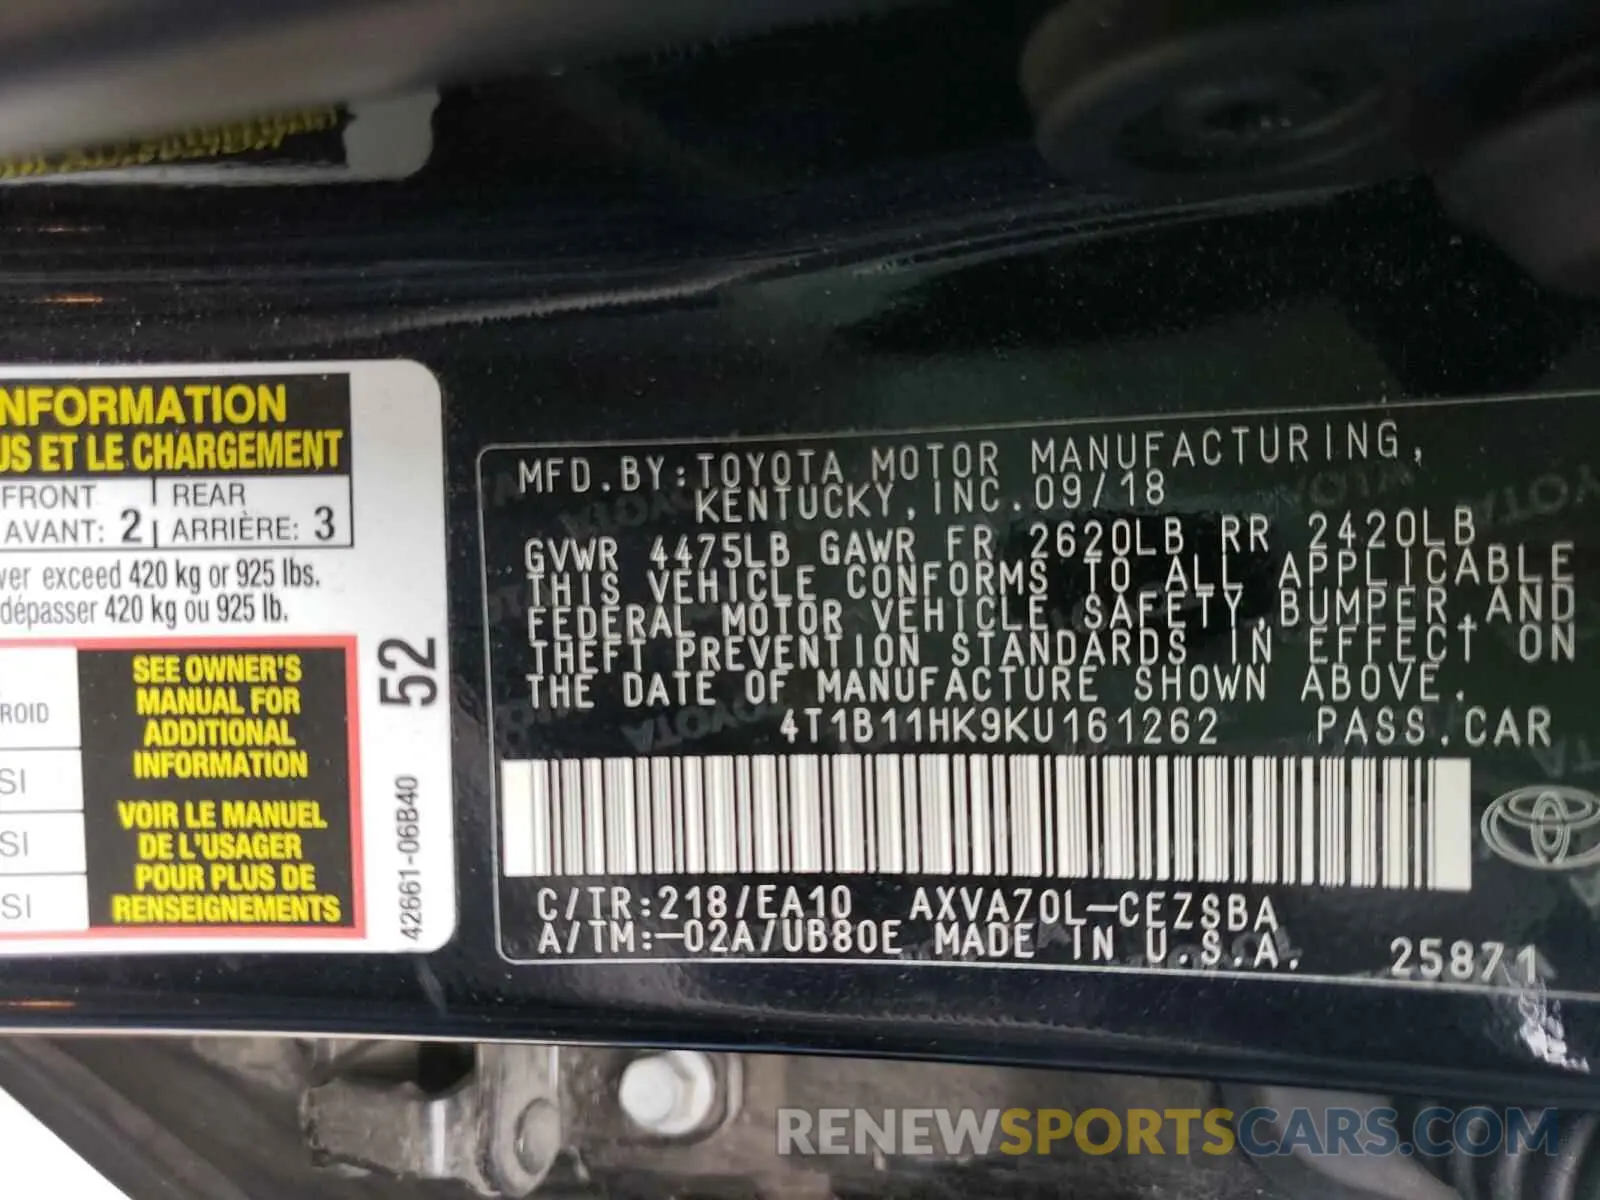 INFORMATION
US ET LE CHARGEMENT
FRONT REAR
AVANT: 2 ARRIÈRE: 3
ver exceed 420 kg or 925 lbs.
dépasser 420 kg ou 925 lb.
ROID
SI
SI
SI
SEE OWNER'S
MANUAL FOR
ADDITIONAL
INFORMATION
VOIR LE MANUEL
DE L'USAGER
POUR PLUS DE
RENSEIGNEMENTS
52
42661-06B40
MFD.BY:TOYOTA MOTOR MANUFACTURING,
KENTUCKY,INC.09/18
GVWR 4475LB GAWR FR 2620LB RR 2420LB
THIS VEHICLE CONFORMS TO ALL APPLICABLE
FEDERAL MOTOR VEHICLE SAFETY,BUMPER,AND
THEFT PREVENTION STANDARDS IN EFFECT ON
THE DATE OF MANUFACTURE SHOWN ABOVE.
4T1B11HK9KU161262 PASS.CAR
C/TR:218/EA10 AXVA70L-CEZSBA
A/TM:-02A/UB80E MADE IN U.S.A. 25871
RENEWSPORTSCARS.COM